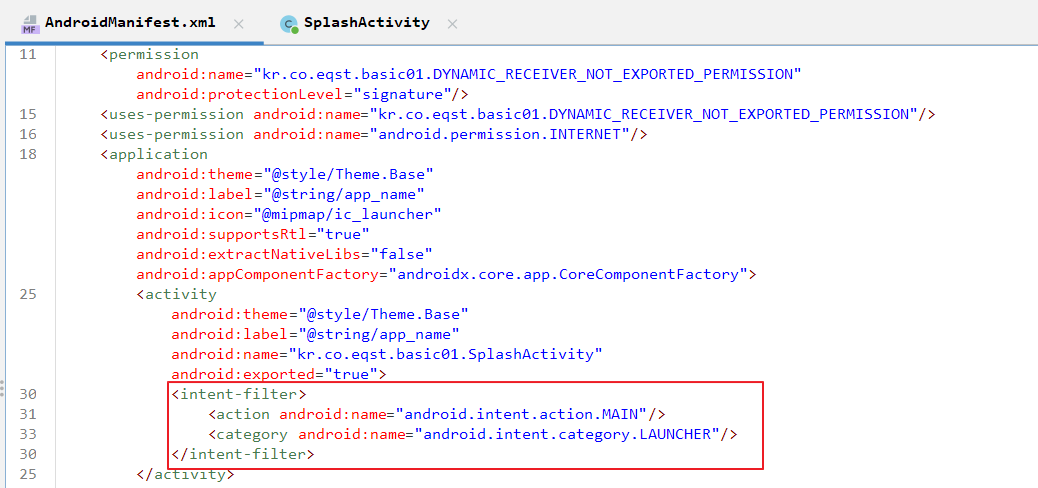 MF AndroidManifest.xml × C SplashActivity ×
11 <permission
android:name="kr.co.eqst.basic01.DYNAMIC_RECEIVER_NOT_EXPORTED_PERMISSION"
android:protectionLevel="signature"/>
15 <uses-permission android:name="kr.co.eqst.basic01.DYNAMIC_RECEIVER_NOT_EXPORTED_PERMISSION"/>
16 <uses-permission android:name="android.permission.INTERNET"/>
18 <application
android:theme="@style/Theme.Base"
android:label="@string/app_name"
android:icon="@mipmap/ic_launcher"
android:supportsRtl="true"
android:extractNativeLibs="false"
android:appComponentFactory="androidx.core.app.CoreComponentFactory">
25 <activity
android:theme="@style/Theme.Base"
android:label="@string/app_name"
android:name="kr.co.eqst.basic01.SplashActivity"
android:exported="true">
30 <intent-filter>
31 <action android:name="android.intent.action.MAIN"/>
33 <category android:name="android.intent.category.LAUNCHER"/>
30 </intent-filter>
25 </activity>